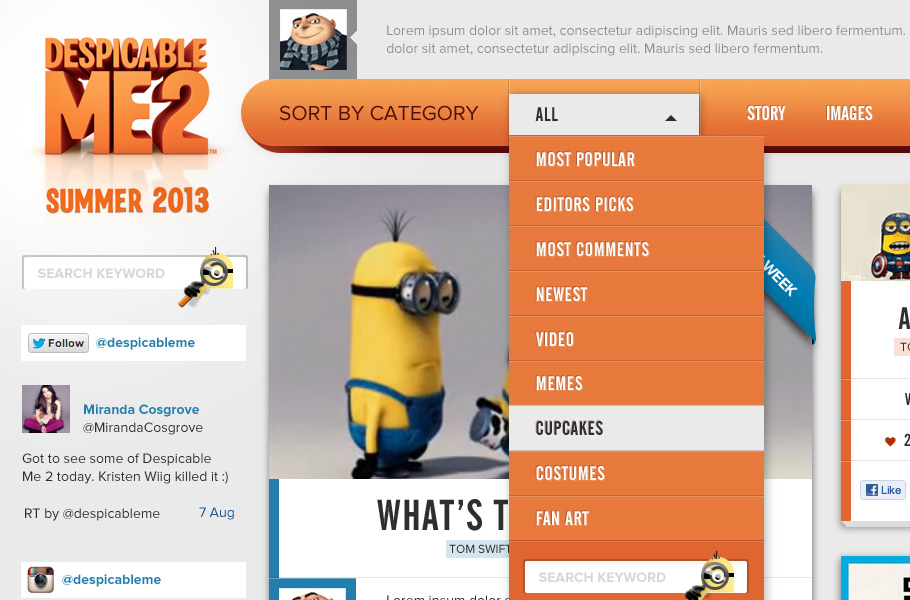 DESPICABLE
ME2
TM
SUMMER 2013
SEARCH KEYWORD
Follow @despicableme
Miranda Cosgrove
@MirandaCosgrove
Got to see some of Despicable
Me 2 today. Kristen Wiig killed it :)
RT by @despicableme 7 Aug
@despicableme
Lorem ipsum dolor sit amet, consectetur adipiscing elit. Mauris sed libero fermentum.
dolor sit amet, consectetur adipiscing elit. Mauris sed libero fermentum.
SORT BY CATEGORY
ALL
STORY
IMAGES
MOST POPULAR
EDITORS PICKS
MOST COMMENTS
NEWEST
VIDEO
MEMES
CUPCAKES
COSTUMES
FAN ART
SEARCH KEYWORD
WEEK
WHAT'S T
TOM SWIFT
Lorem ipsum dolor s
A
TO
W
2
Like